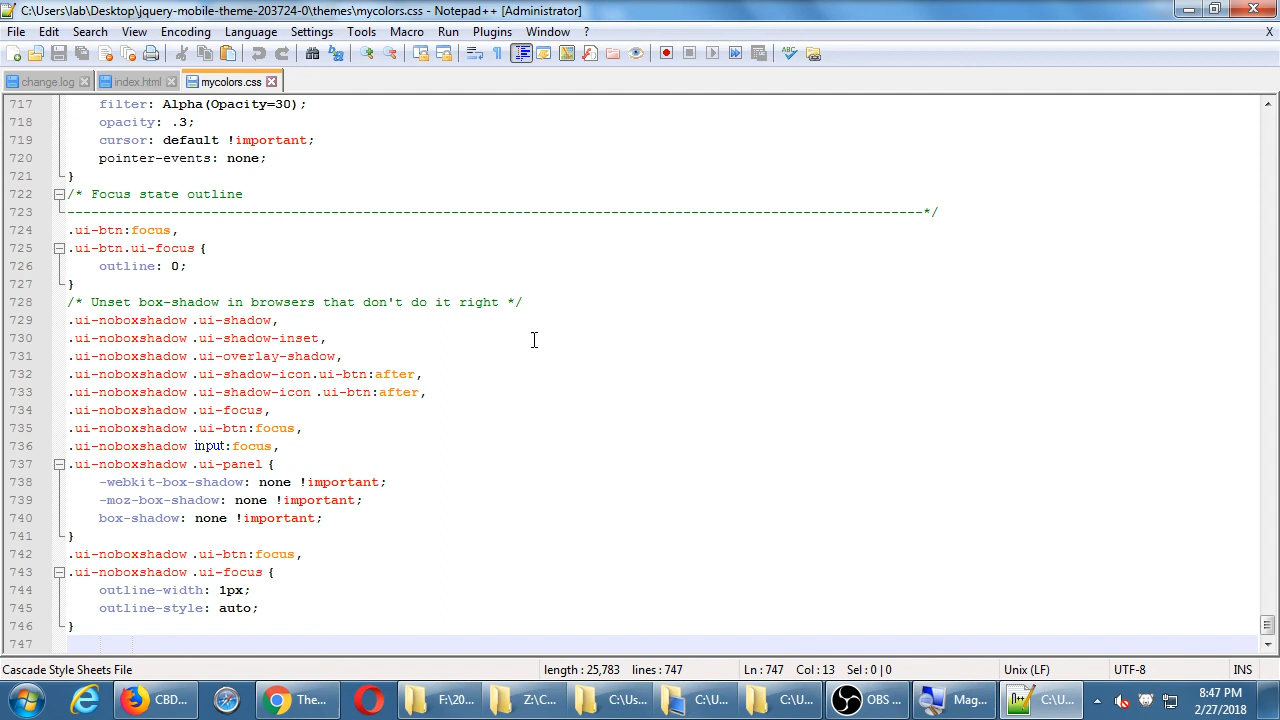 C:\Users\lab\Desktop\jquery-mobile-theme-203724-0\themes\mycolors.css - Notepad++ [Administrator]
File Edit Search View Encoding Language Settings Tools Macro Run Plugins Window ? X
change.log index.html mycolors.css
717 filter: Alpha(Opacity=30);
718 opacity: .3;
719 cursor: default !important;
720 pointer-events: none;
721 }
722 /* Focus state outline
723 -----------------------------------------------------------------------------------------------------------*/
724 .ui-btn:focus,
725 .ui-btn.ui-focus {
726 outline: 0;
727 }
728 /* Unset box-shadow in browsers that don't do it right */
729 .ui-noboxshadow .ui-shadow,
730 .ui-noboxshadow .ui-shadow-inset,
731 .ui-noboxshadow .ui-overlay-shadow,
732 .ui-noboxshadow .ui-shadow-icon.ui-btn:after,
733 .ui-noboxshadow .ui-shadow-icon .ui-btn:after,
734 .ui-noboxshadow .ui-focus,
735 .ui-noboxshadow .ui-btn:focus,
736 .ui-noboxshadow input:focus,
737 .ui-noboxshadow .ui-panel {
738 -webkit-box-shadow: none !important;
739 -moz-box-shadow: none !important;
740 box-shadow: none !important;
741 }
742 .ui-noboxshadow .ui-btn:focus,
743 .ui-noboxshadow .ui-focus {
744 outline-width: 1px;
745 outline-style: auto;
746 }
747
Cascade Style Sheets File length : 25,783 lines : 747 Ln : 747 Col : 13 Sel : 0 | 0 Unix (LF) UTF-8 INS
CBD... The... F:\20... Z:\C... C:\Us... C:\U... C:\U... OBS ... Mag... C:\U... 8:47 PM
2/27/2018